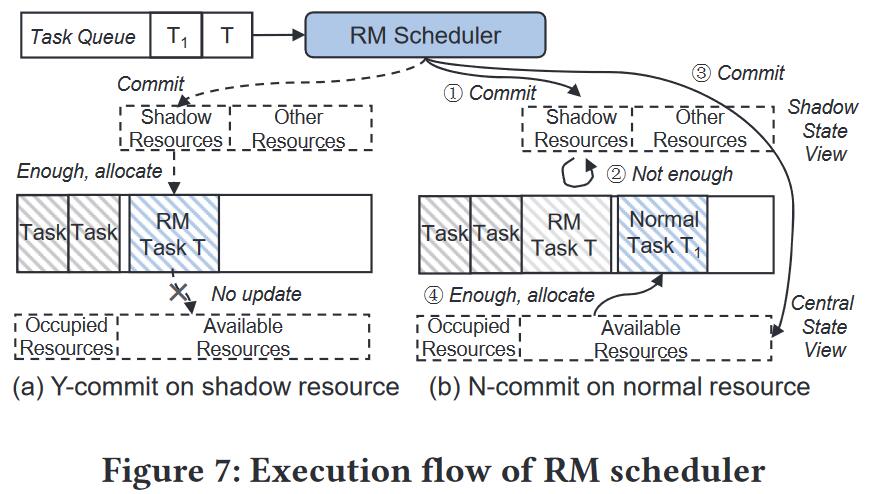 Task Queue T1 T RM Scheduler
Commit
① Commit
③ Commit
Shadow Resources
Other Resources
Shadow Resources
Other Resources
Shadow State View
Enough, allocate
② Not enough
Task Task RM Task T
Task Task RM Task T Normal Task T1
No update
④ Enough, allocate
Occupied Resources
Available Resources
Occupied Resources
Available Resources
Central State View
(a) Y-commit on shadow resource
(b) N-commit on normal resource
Figure 7: Execution flow of RM scheduler